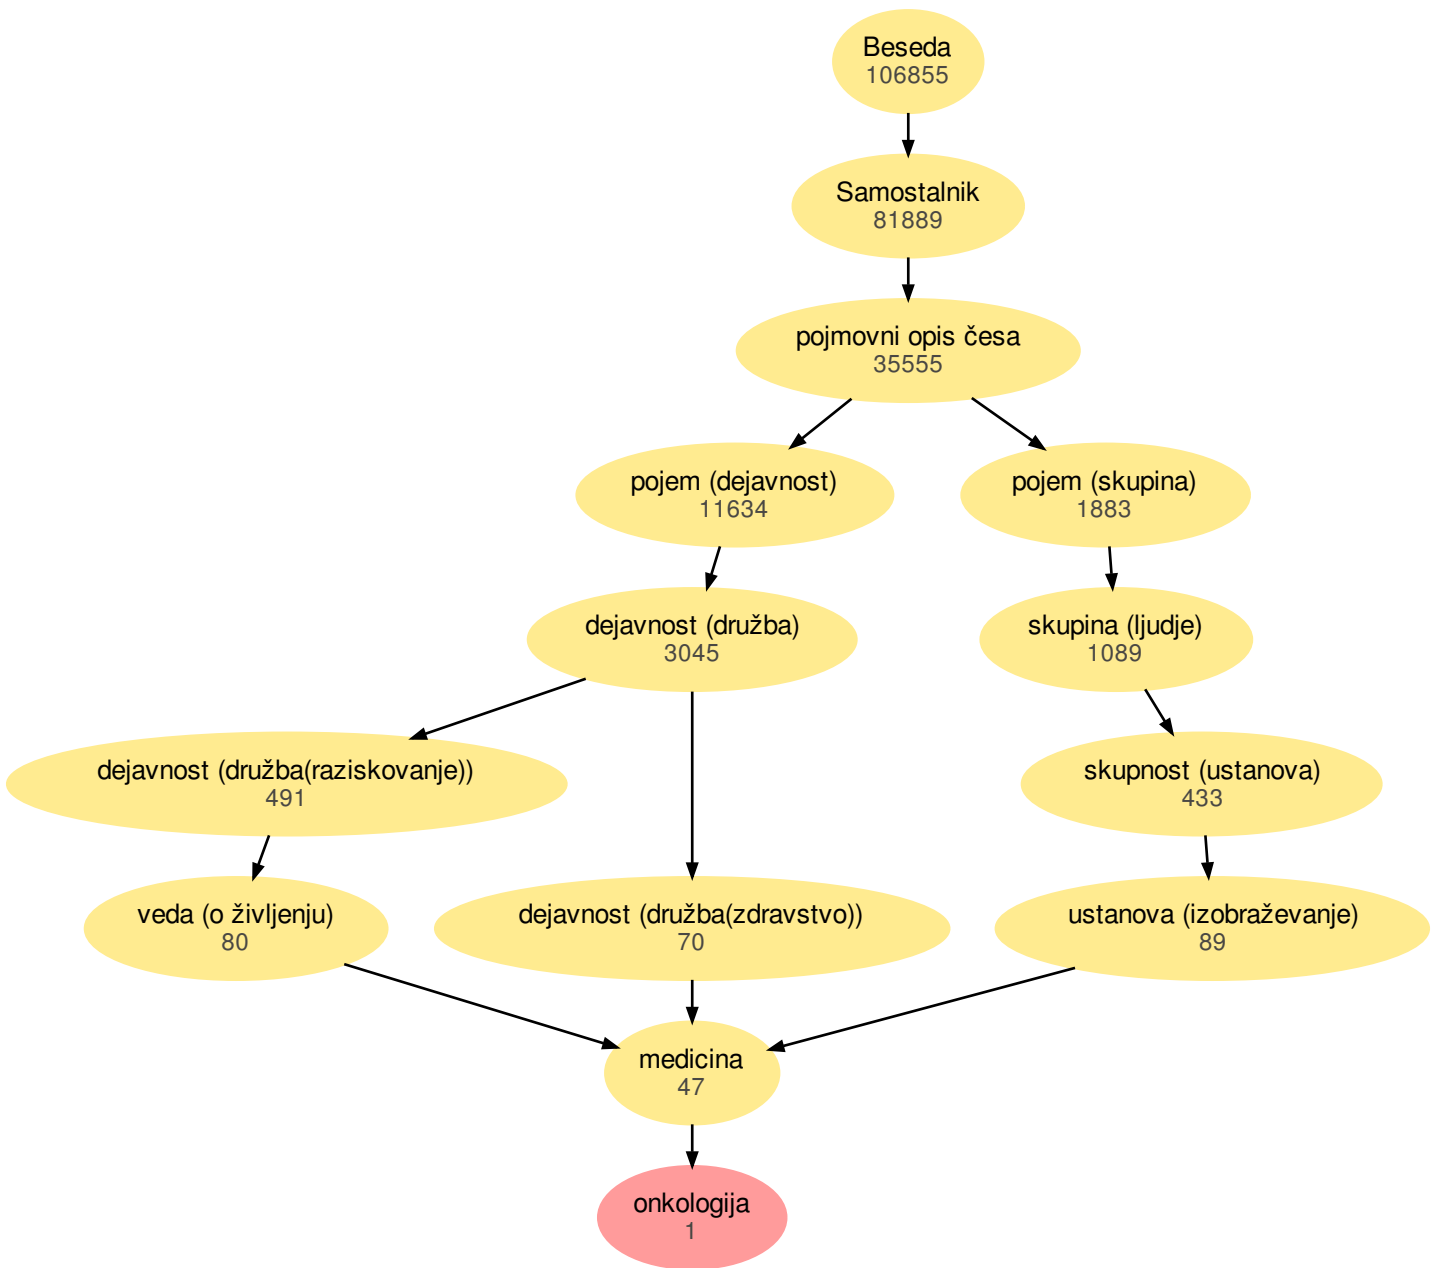 Beseda
106855
Samostalnik
81889
pojmovni opis česa
35555
pojem (dejavnost)
11634
pojem (skupina)
1883
dejavnost (družba)
3045
skupina (ljudje)
1089
dejavnost (družba(raziskovanje))
491
skupnost (ustanova)
433
veda (o življenju)
80
dejavnost (družba(zdravstvo))
70
ustanova (izobraževanje)
89
medicina
47
onkologija
1